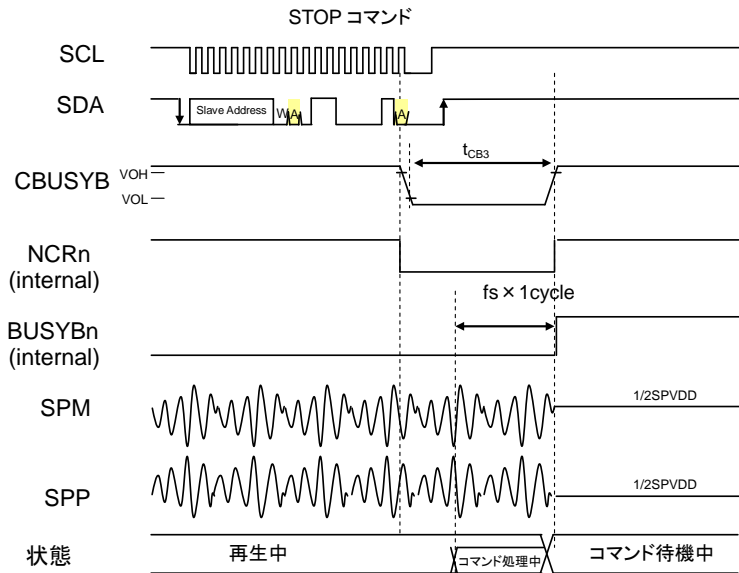 STOP コマンド
SCL
SDA
Slave Address
W
A
A
CBUSYB
VOH
VOL
tCB3
NCRn
(internal)
fs×1cycle
BUSYBn
(internal)
SPM
1/2SPVDD
SPP
1/2SPVDD
状態
再生中
コマンド処理中
コマンド待機中